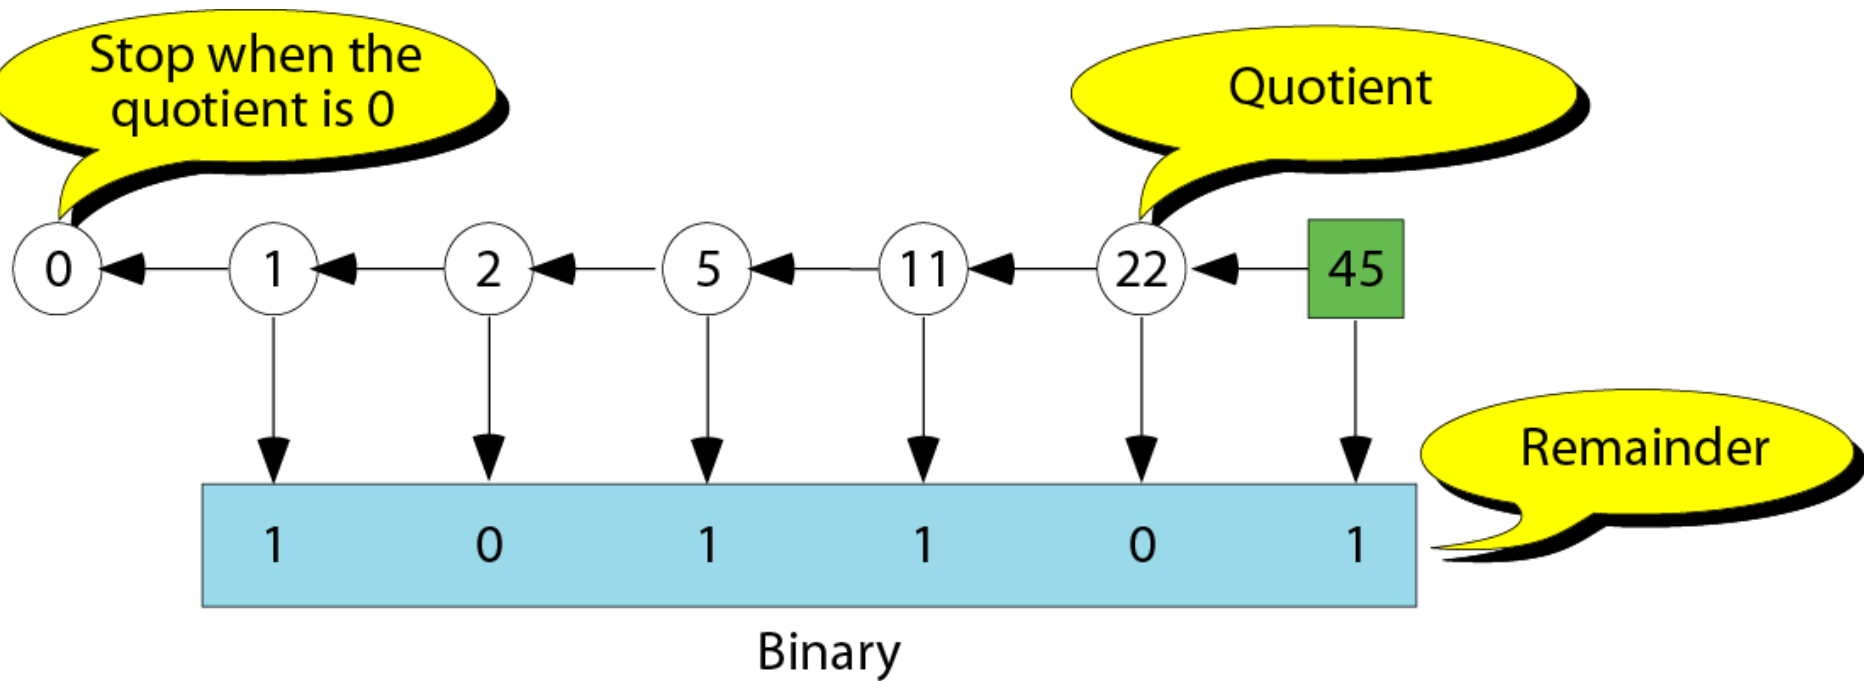 Stop when the
quotient is 0
Quotient
0 1 2 5 11 22 45
Remainder
1 0 1 1 0 1
Binary